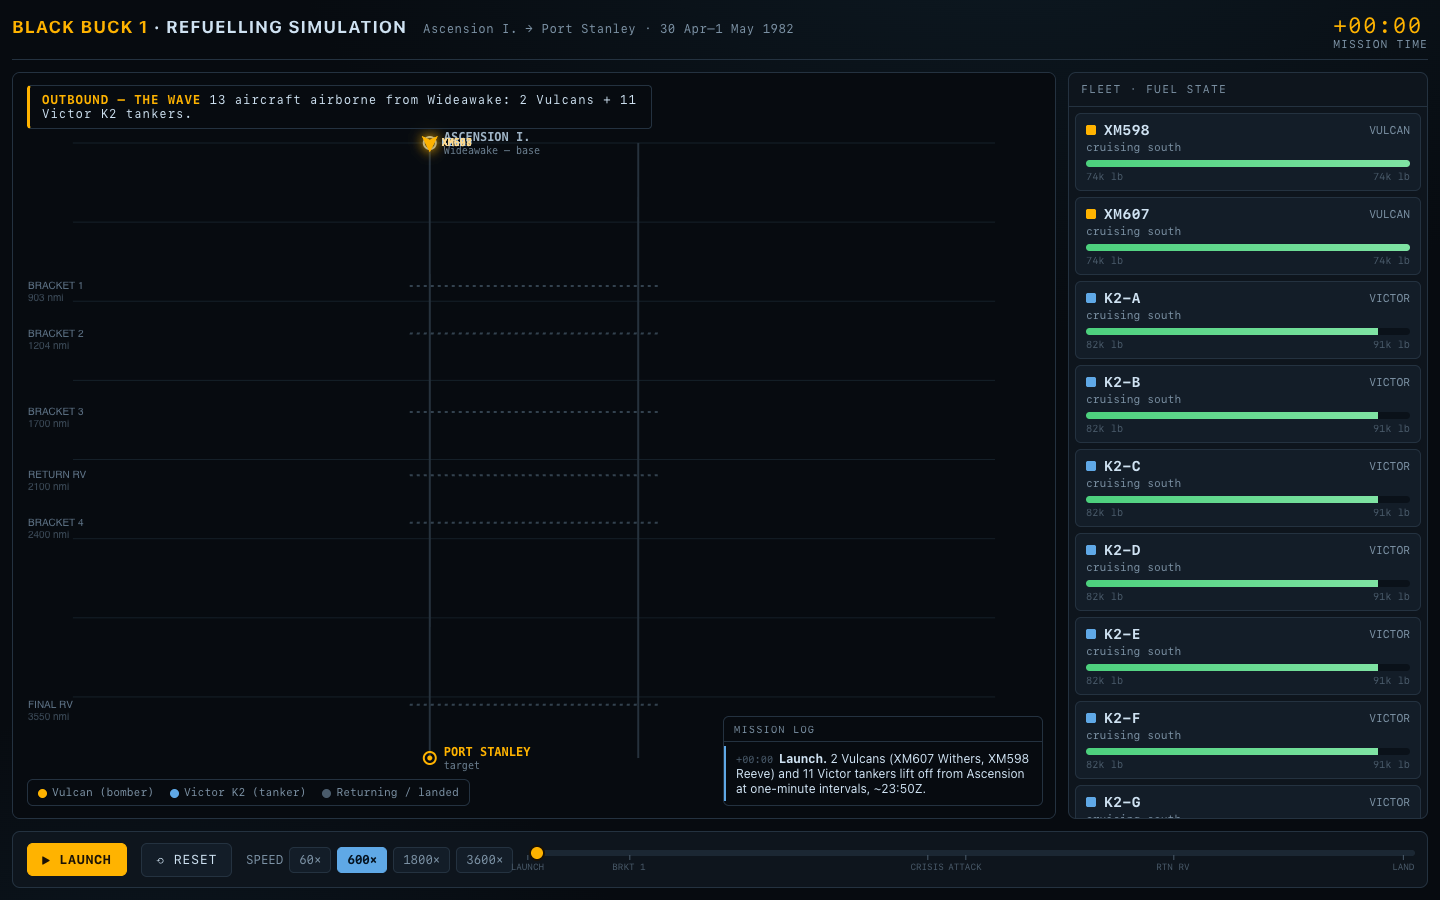 BLACK BUCK 1 · REFUELLING SIMULATION
Ascension I. → Port Stanley · 30 Apr–1 May 1982
+00:00
MISSION TIME
OUTBOUND — THE WAVE 13 aircraft airborne from Wideawake: 2 Vulcans + 11
Victor K2 tankers.
ASCENSION I.
Wideawake — base
BRACKET 1
903 nmi
BRACKET 2
1204 nmi
BRACKET 3
1700 nmi
RETURN RV
2100 nmi
BRACKET 4
2400 nmi
FINAL RV
3550 nmi
PORT STANLEY
target
Vulcan (bomber)
Victor K2 (tanker)
Returning / landed
MISSION LOG
+00:00 Launch. 2 Vulcans (XM607 Withers, XM598
Reeve) and 11 Victor tankers lift off from Ascension
at one-minute intervals, ~23:50Z.
FLEET · FUEL STATE
XM598
VULCAN
cruising south
74k lb
74k lb
XM607
VULCAN
cruising south
74k lb
74k lb
K2-A
VICTOR
cruising south
82k lb
91k lb
K2-B
VICTOR
cruising south
82k lb
91k lb
K2-C
VICTOR
cruising south
82k lb
91k lb
K2-D
VICTOR
cruising south
82k lb
91k lb
K2-E
VICTOR
cruising south
82k lb
91k lb
K2-F
VICTOR
cruising south
82k lb
91k lb
K2-G
VICTOR
cruising south
▶ LAUNCH
⟲ RESET
SPEED
60×
600×
1800×
3600×
LAUNCH
BRKT 1
CRISIS
ATTACK
RTN RV
LAND